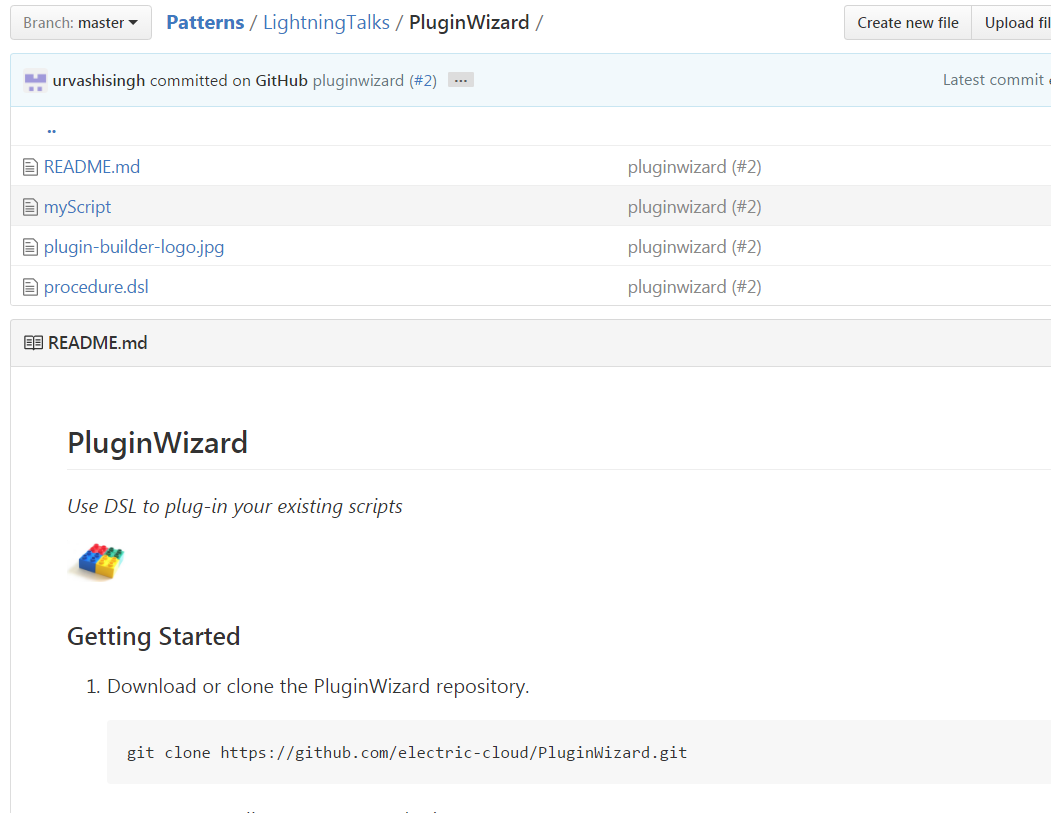 Branch: master Patterns / LightningTalks / PluginWizard / Create new file Upload fil
urvashisingh committed on GitHub pluginwizard (#2) ... Latest commit
..
README.md pluginwizard (#2)
myScript pluginwizard (#2)
plugin-builder-logo.jpg pluginwizard (#2)
procedure.dsl pluginwizard (#2)
README.md
PluginWizard
Use DSL to plug-in your existing scripts
Getting Started
1. Download or clone the PluginWizard repository.
git clone https://github.com/electric-cloud/PluginWizard.git